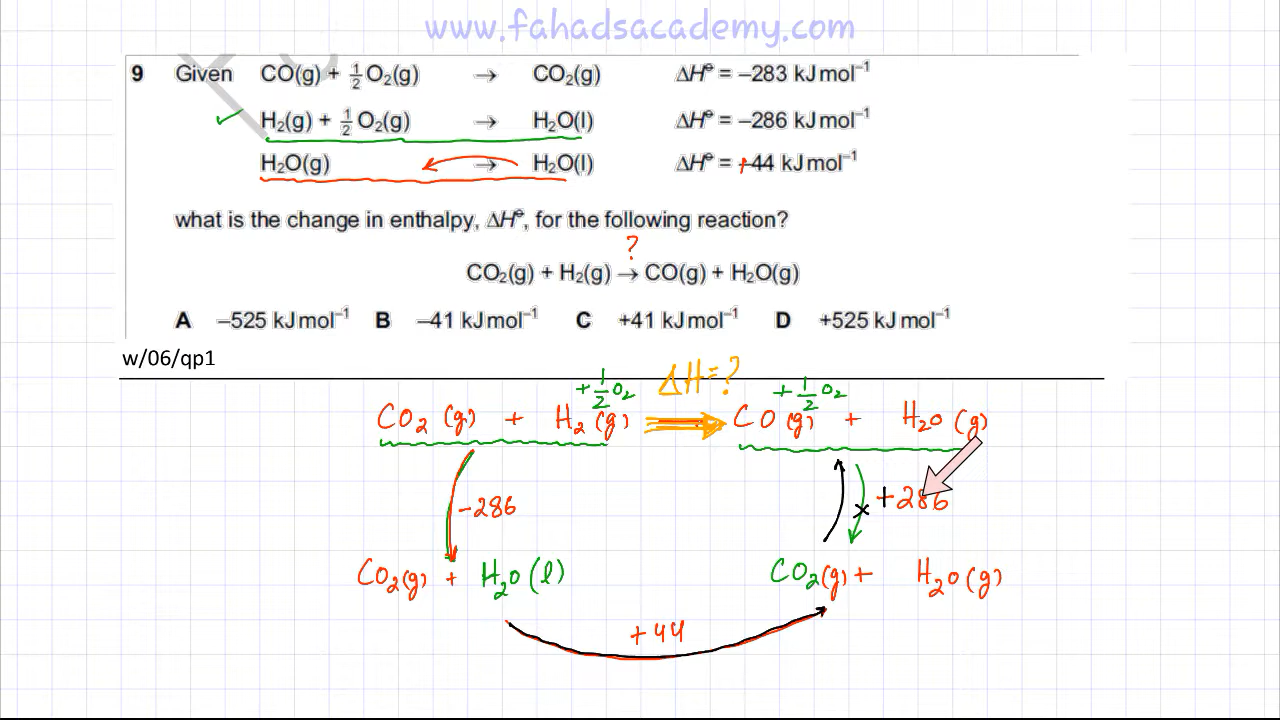 www.fahadsacademy.com
9 Given CO(g) + ½O₂(g) → CO₂(g) ΔH⦵ = –283 kJ mol⁻¹
H₂(g) + ½O₂(g) → H₂O(l) ΔH⦵ = –286 kJ mol⁻¹
H₂O(g) → H₂O(l) ΔH⦵ = +44 kJ mol⁻¹
what is the change in enthalpy, ΔH⦵, for the following reaction?
?
CO₂(g) + H₂(g) → CO(g) + H₂O(g)
A –525 kJ mol⁻¹ B –41 kJ mol⁻¹ C +41 kJ mol⁻¹ D +525 kJ mol⁻¹
w/06/qp1
+½O₂ ΔH=? +½O₂
CO₂(g) + H₂(g) → CO(g) + H₂O(g)
-286 +286
CO₂(g) + H₂O(l) CO₂(g) + H₂O(g)
+44